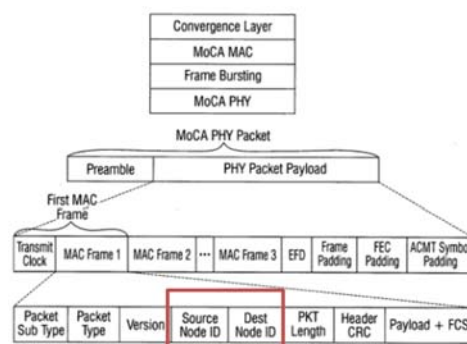 Convergence Layer
MoCA MAC
Frame Bursting
MoCA PHY
MoCA PHY Packet
Preamble PHY Packet Payload
First MAC
Frame
Transmit
Clock
MAC Frame 1 MAC Frame 2 ... MAC Frame 3 EFD
Frame
Padding
FEC
Padding
ACMT Symbol
Padding
Packet
Sub Type
Packet
Type
Version
Source
Node ID
Dest
Node ID
PKT
Length
Header
CRC
Payload + FCS